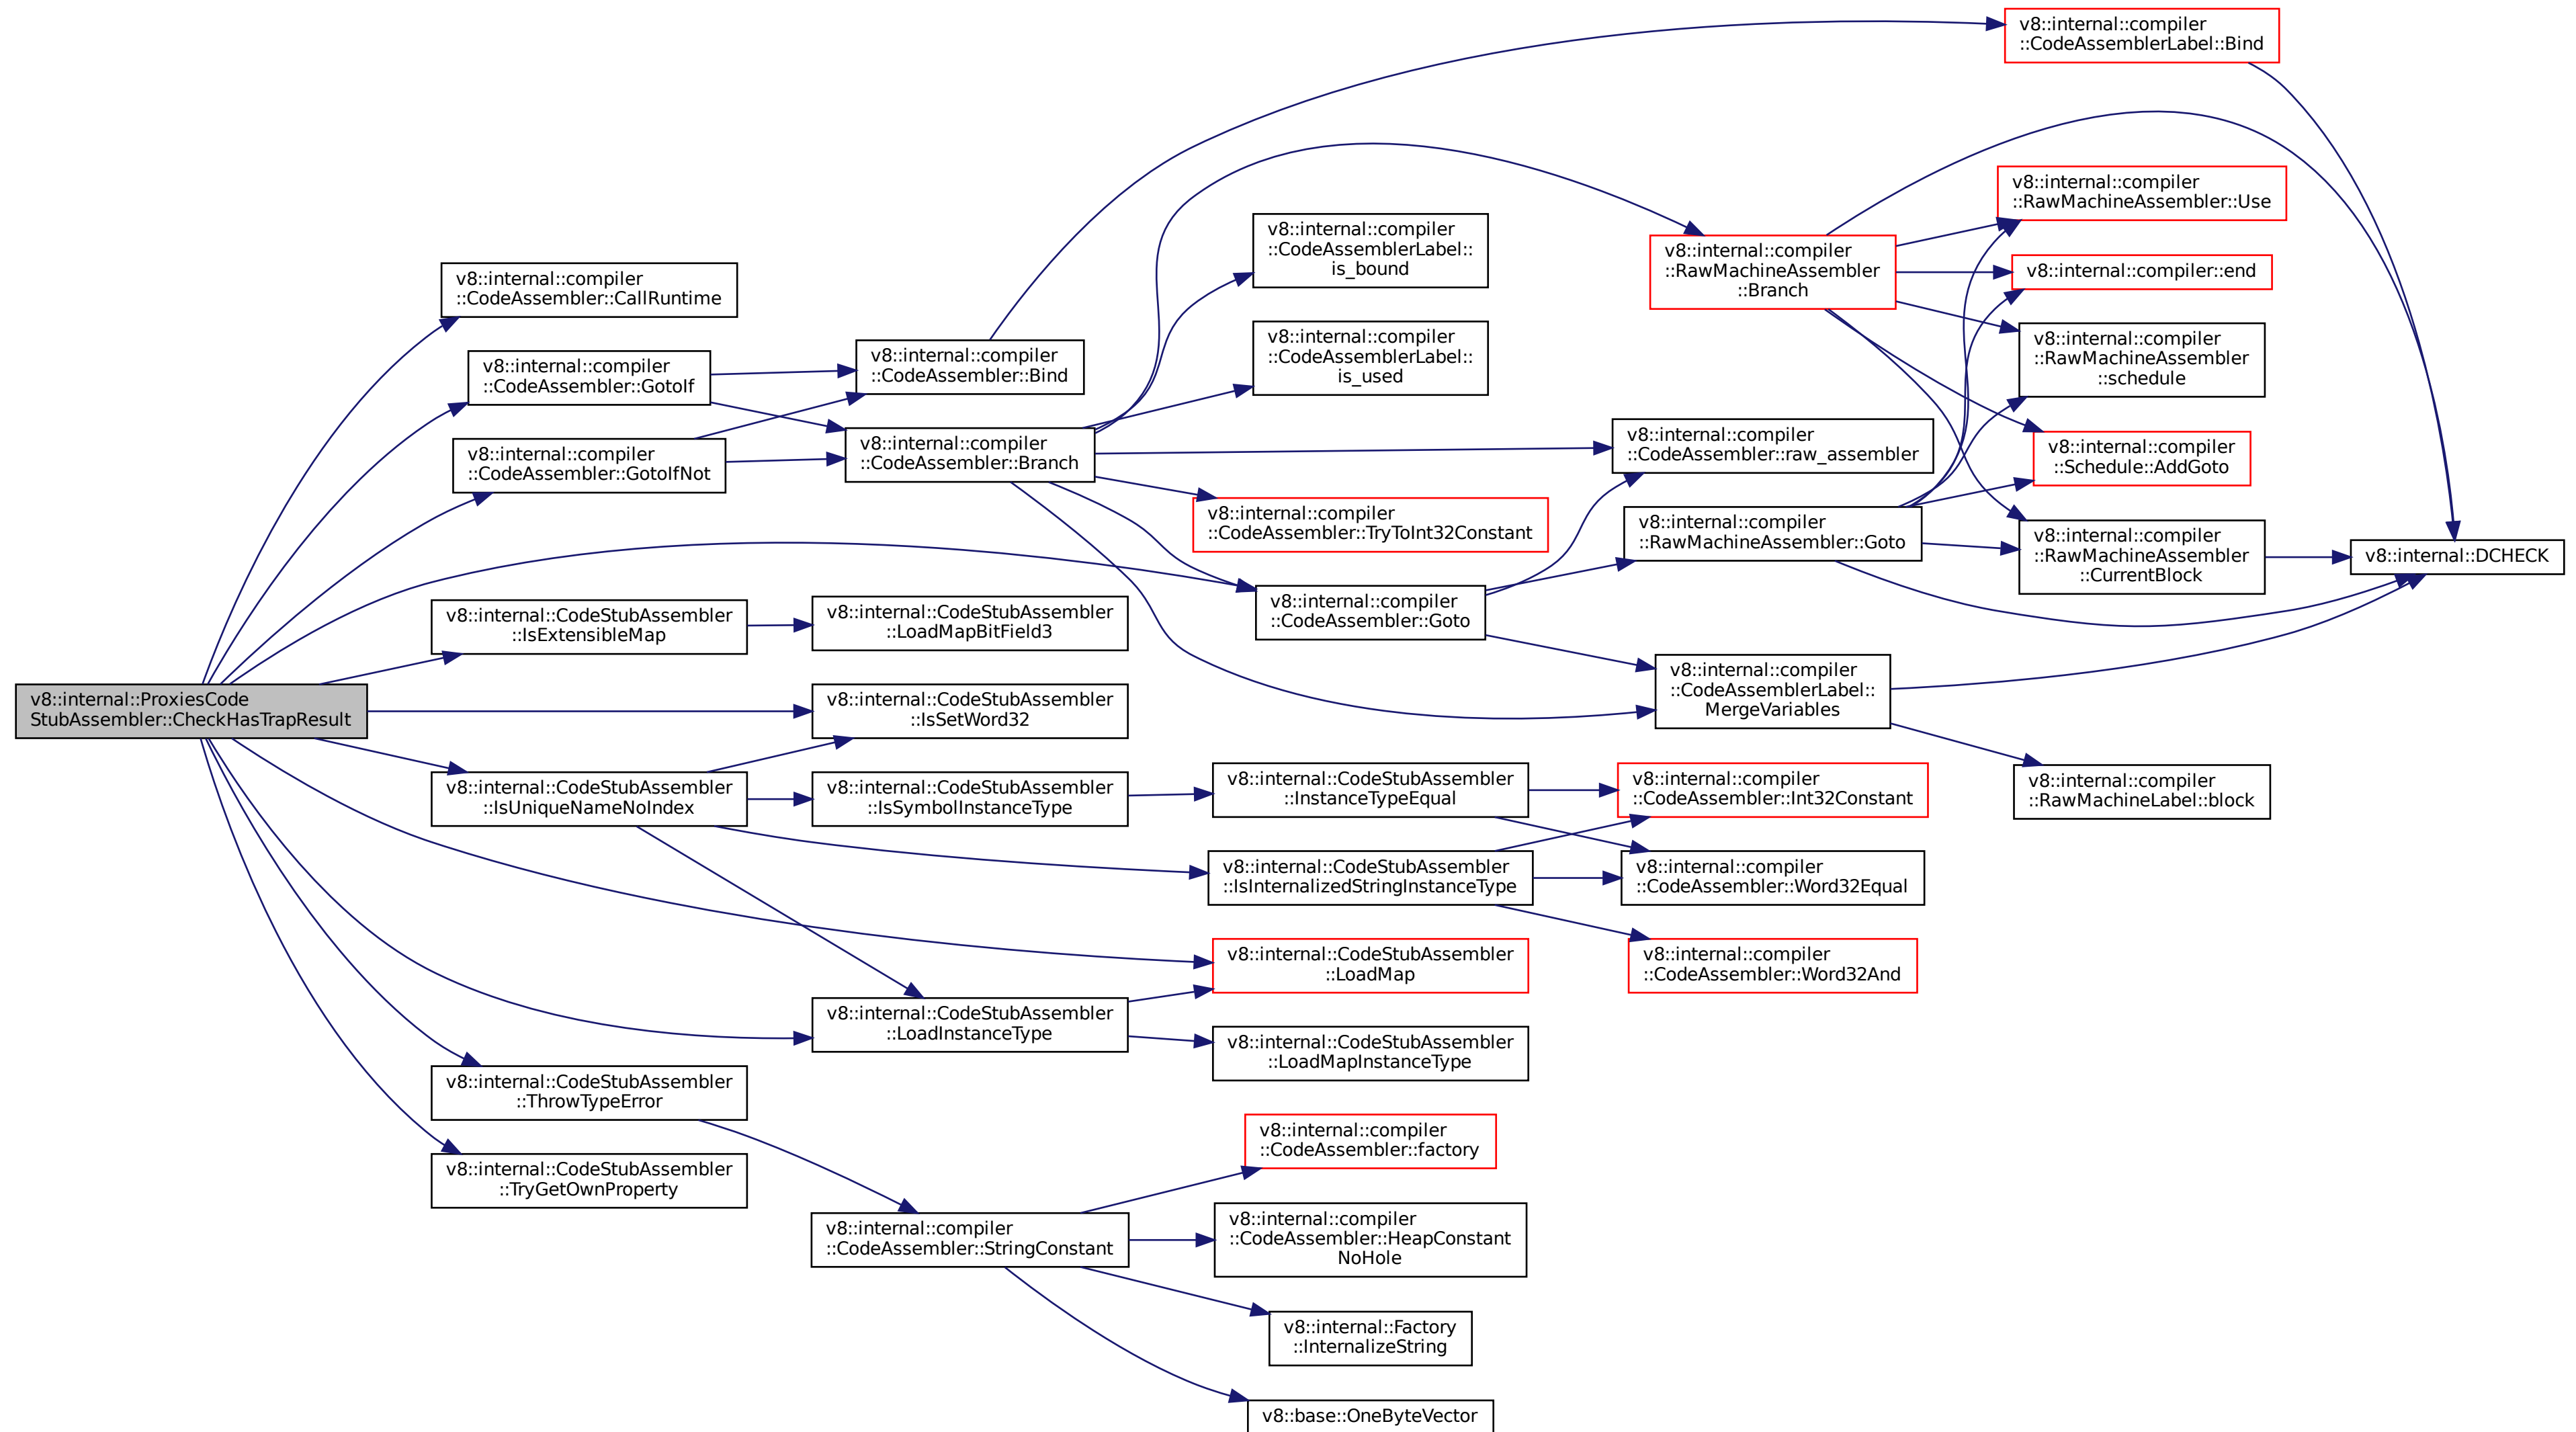 v8::internal::ProxiesCode
StubAssembler::CheckHasTrapResult
v8::internal::compiler
::CodeAssembler::CallRuntime
v8::internal::compiler
::CodeAssembler::GotoIf
v8::internal::compiler
::CodeAssembler::GotoIfNot
v8::internal::CodeStubAssembler
::IsExtensibleMap
v8::internal::CodeStubAssembler
::IsUniqueNameNoIndex
v8::internal::CodeStubAssembler
::ThrowTypeError
v8::internal::CodeStubAssembler
::TryGetOwnProperty
v8::internal::compiler
::CodeAssembler::Bind
v8::internal::compiler
::CodeAssembler::Branch
v8::internal::CodeStubAssembler
::LoadMapBitField3
v8::internal::CodeStubAssembler
::IsSetWord32
v8::internal::CodeStubAssembler
::IsSymbolInstanceType
v8::internal::CodeStubAssembler
::LoadInstanceType
v8::internal::compiler
::CodeAssembler::StringConstant
v8::internal::compiler
::CodeAssemblerLabel::
is_bound
v8::internal::compiler
::CodeAssemblerLabel::
is_used
v8::internal::compiler
::CodeAssembler::TryToInt32Constant
v8::internal::compiler
::CodeAssembler::Goto
v8::internal::CodeStubAssembler
::InstanceTypeEqual
v8::internal::CodeStubAssembler
::IsInternalizedStringInstanceType
v8::internal::CodeStubAssembler
::LoadMap
v8::internal::CodeStubAssembler
::LoadMapInstanceType
v8::internal::compiler
::CodeAssembler::factory
v8::internal::compiler
::CodeAssembler::HeapConstant
NoHole
v8::internal::Factory
::InternalizeString
v8::base::OneByteVector
v8::internal::compiler
::RawMachineAssembler
::Branch
v8::internal::compiler
::CodeAssembler::raw_assembler
v8::internal::compiler
::RawMachineAssembler::Goto
v8::internal::compiler
::CodeAssemblerLabel::
MergeVariables
v8::internal::compiler
::CodeAssembler::Int32Constant
v8::internal::compiler
::CodeAssembler::Word32Equal
v8::internal::compiler
::CodeAssembler::Word32And
v8::internal::compiler
::CodeAssemblerLabel::Bind
v8::internal::compiler
::RawMachineAssembler::Use
v8::internal::compiler::end
v8::internal::compiler
::RawMachineAssembler
::schedule
v8::internal::compiler
::Schedule::AddGoto
v8::internal::compiler
::RawMachineAssembler
::CurrentBlock
v8::internal::compiler
::RawMachineLabel::block
v8::internal::DCHECK